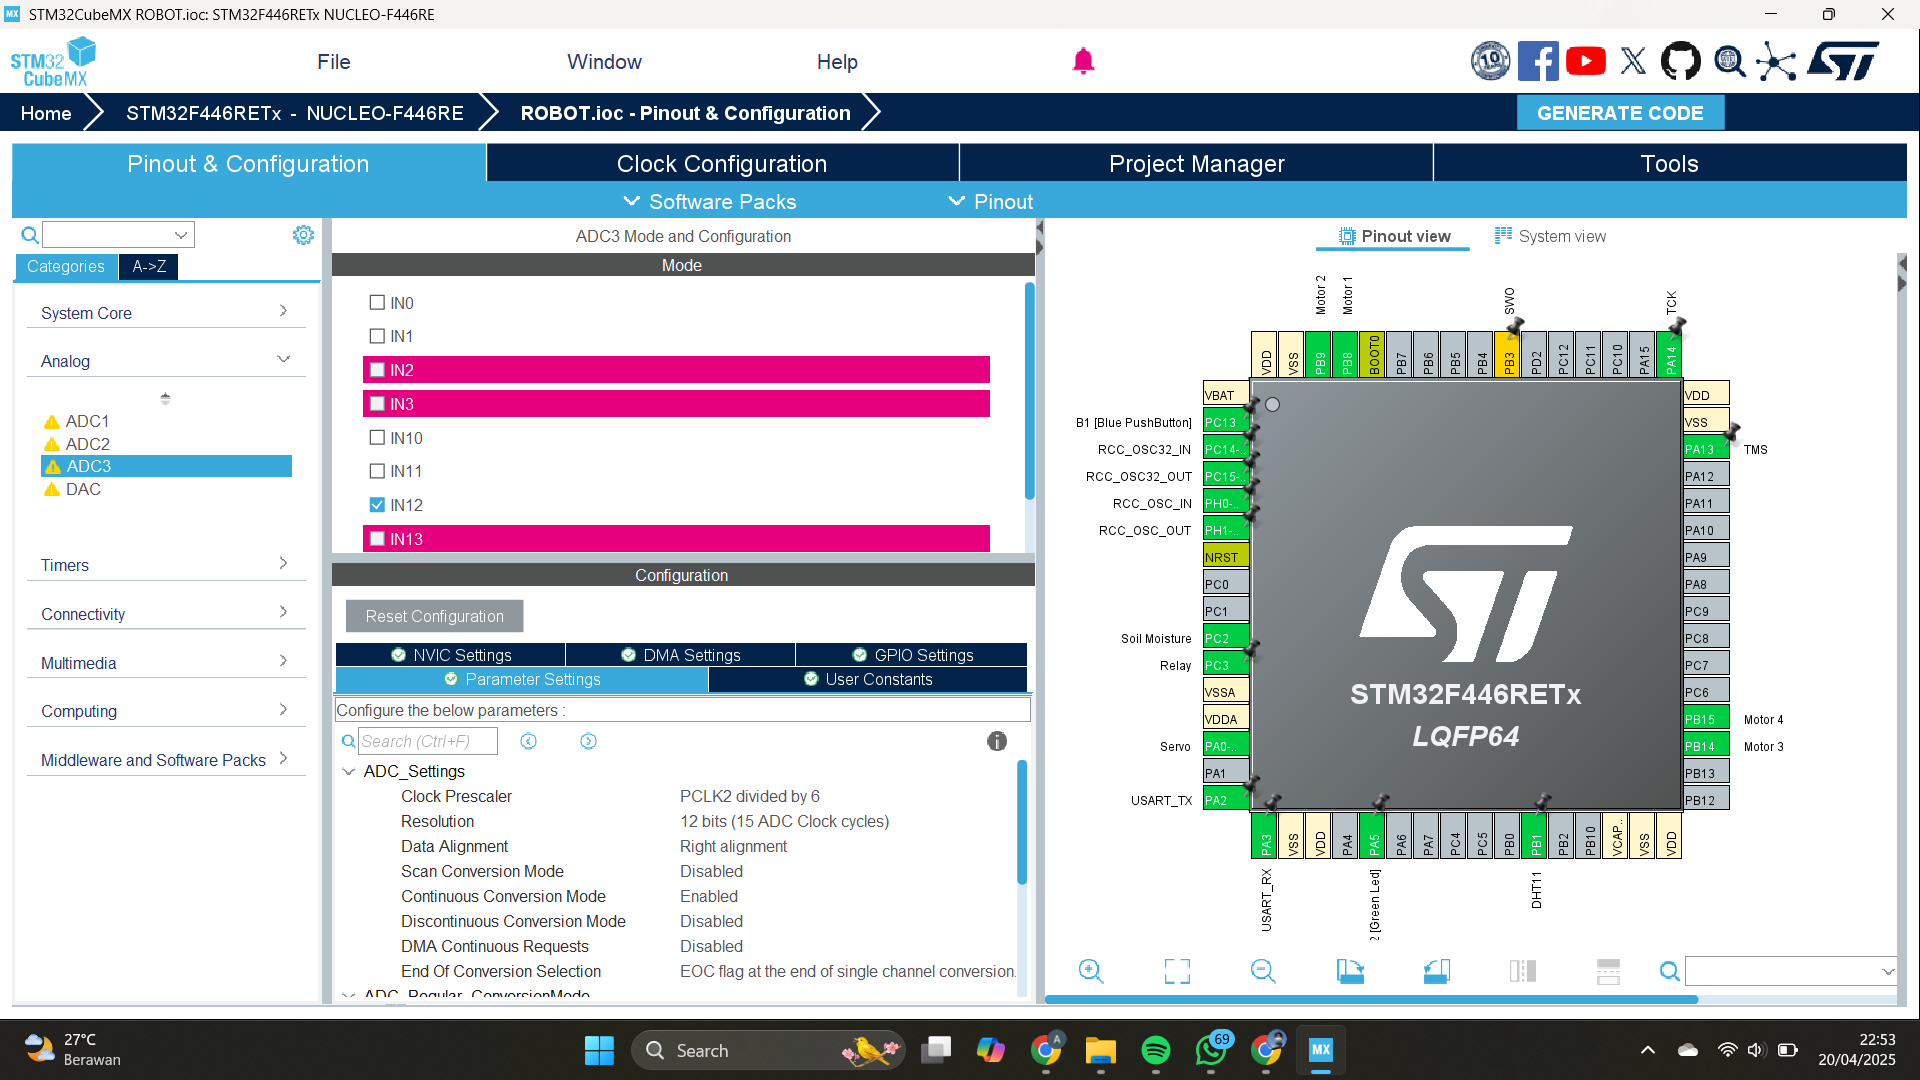 STM32CubeMX ROBOT.ioc: STM32F446RETx NUCLEO-F446RE
STM32
CubeMX
File
Window
Help
Home
STM32F446RETx - NUCLEO-F446RE
ROBOT.ioc - Pinout & Configuration
GENERATE CODE
Pinout & Configuration
Clock Configuration
Project Manager
Tools
Software Packs
Pinout
Categories
A->Z
System Core
Analog
ADC1
ADC2
ADC3
DAC
Timers
Connectivity
Multimedia
Computing
Middleware and Software Packs
ADC3 Mode and Configuration
Mode
IN0
IN1
IN2
IN3
IN10
IN11
IN12
IN13
Configuration
Reset Configuration
NVIC Settings
DMA Settings
GPIO Settings
Parameter Settings
User Constants
Configure the below parameters :
Search (Ctrl+F)
ADC_Settings
Clock Prescaler PCLK2 divided by 6
Resolution 12 bits (15 ADC Clock cycles)
Data Alignment Right alignment
Scan Conversion Mode Disabled
Continuous Conversion Mode Enabled
Discontinuous Conversion Mode Disabled
DMA Continuous Requests Disabled
End Of Conversion Selection EOC flag at the end of single channel conversion
ADC_Regular_ConversionMode
Pinout view
System view
Motor 2
Motor 1
SWO
TCK
VDD
VSS
PB9
PB8
BOOT0
PB7
PB6
PB5
PB4
PB3
PD2
PC12
PC11
PC10
PA15
PA14
VBAT
B1 [Blue PushButton] PC13
RCC_OSC32_IN PC14-..
RCC_OSC32_OUT PC15-..
RCC_OSC_IN PH0-..
RCC_OSC_OUT PH1-..
NRST
PC0
PC1
Soil Moisture PC2
Relay PC3
VSSA
VDDA
Servo PA0-..
PA1
USART_TX PA2
VDD
VSS
PA13 TMS
PA12
PA11
PA10
PA9
PA8
PC9
PC8
PC7
PC6
PB15 Motor 4
PB14 Motor 3
PB13
PB12
ST
STM32F446RETx
LQFP64
PA3
VSS
VDD
PA4
PA5
PA6
PA7
PC4
PC5
PB0
PB1
PB2
PB10
VCAP..
VSS
VDD
USART_RX
2 [Green Led]
DHT11
27°C
Berawan
Search
A
69
MX
22:53
20/04/2025